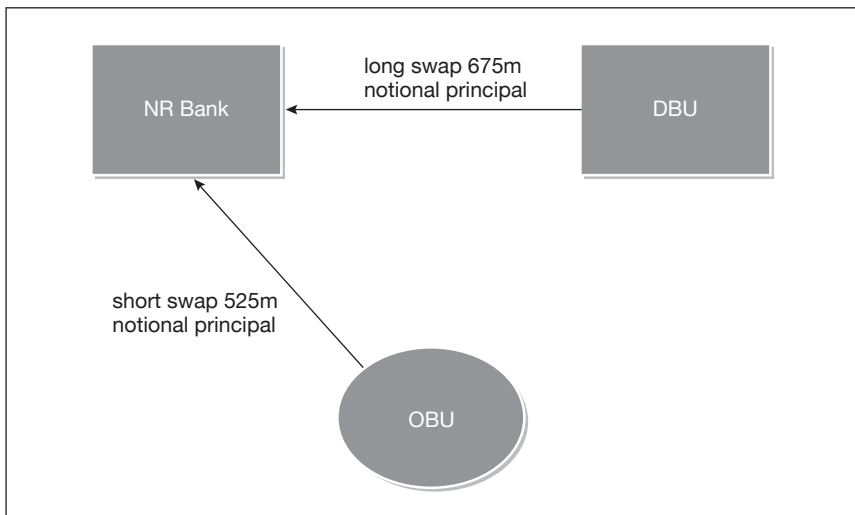 long swap 675m
notional principal
NR Bank
DBU
short swap 525m
notional principal
OBU